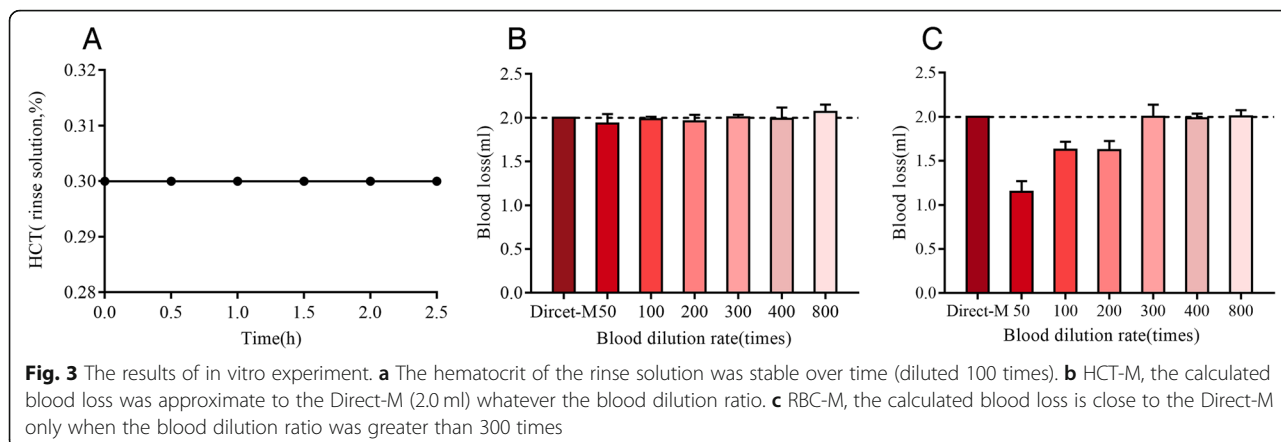 A
0.32
0.31
0.30
0.29
0.28
HCT( rinse solution,%)
0.0 0.5 1.0 1.5 2.0 2.5
Time(h)
B
2.5
2.0
1.5
1.0
0.5
0.0
Blood loss(ml)
Dircet-M 50 100 200 300 400 800
Blood dilution rate(times)
C
2.5
2.0
1.5
1.0
0.5
0.0
Blood loss(ml)
Direct-M 50 100 200 300 400 800
Blood dilution rate(times)
Fig. 3 The results of in vitro experiment. a The hematocrit of the rinse solution was stable over time (diluted 100 times). b HCT-M, the calculated
blood loss was approximate to the Direct-M (2.0 ml) whatever the blood dilution ratio. c RBC-M, the calculated blood loss is close to the Direct-M
only when the blood dilution ratio was greater than 300 times